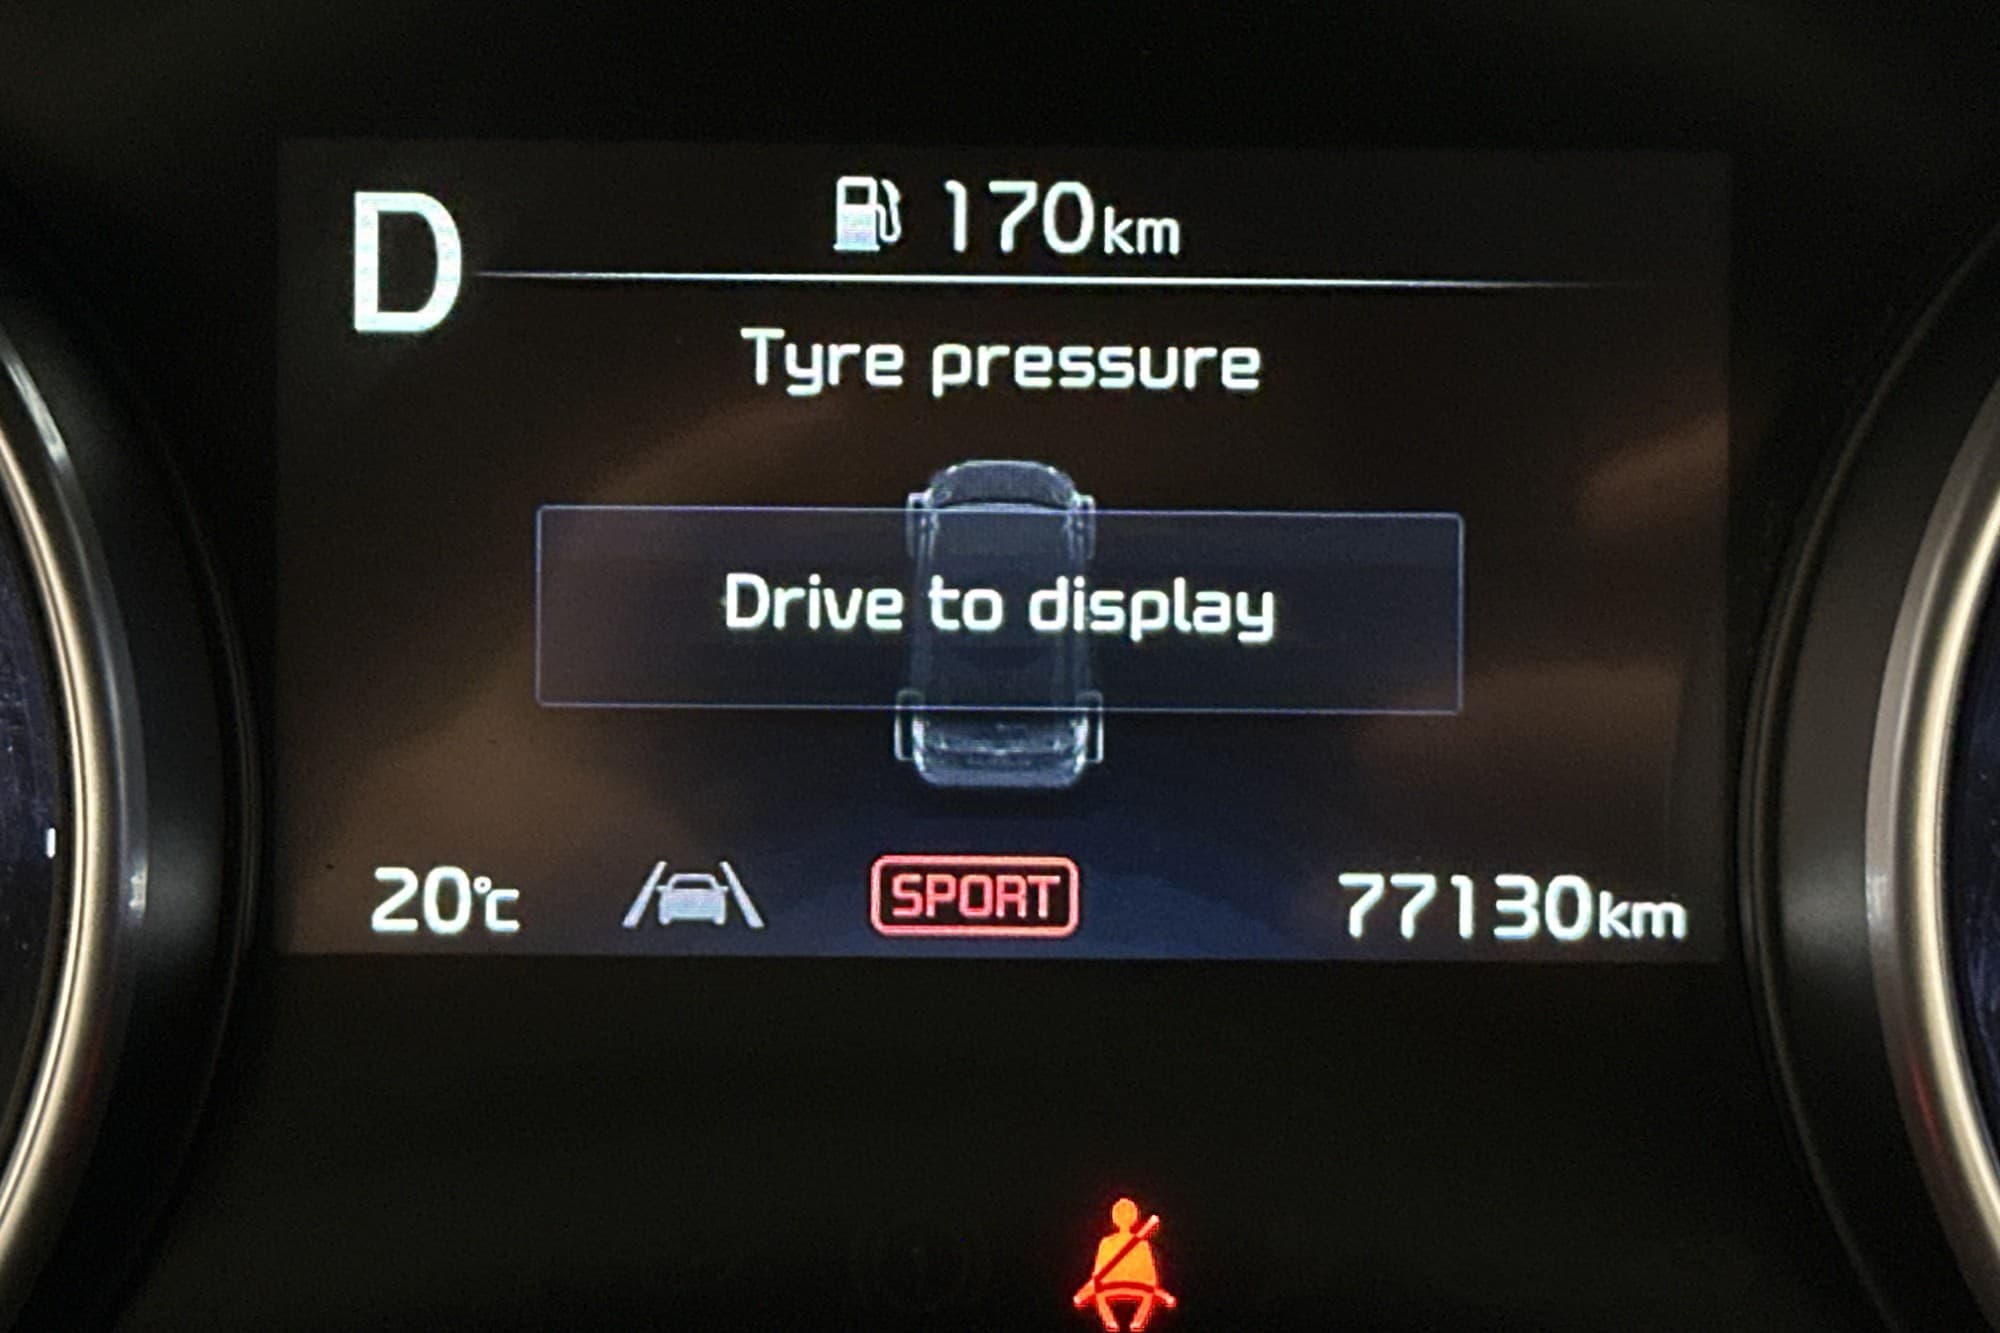 D
170km
Tyre pressure
Drive to display
20°C
SPORT
77130km